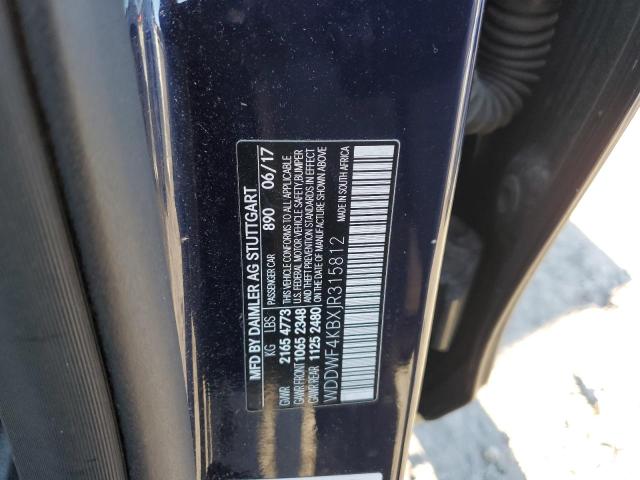 MFD BY DAIMLER AG STUTTGART
PASSENGER CAR 890 06/17
KG LBS
GVWR 2165 4773
GAWR FRONT 1065 2348
GAWR REAR 1125 2480
THIS VEHICLE CONFORMS TO ALL APPLICABLE
U.S. FEDERAL MOTOR VEHICLE SAFETY, BUMPER
AND THEFT PREVENTION STANDARDS IN EFFECT
ON THE DATE OF MANUFACTURE SHOWN ABOVE
WDDWF4KBXJR315812
MADE IN SOUTH AFRICA